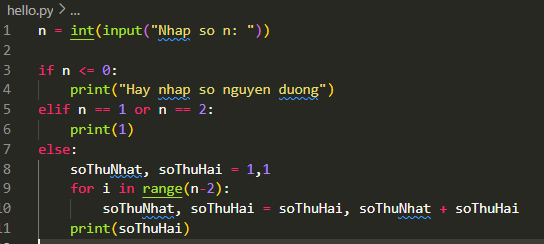 hello.py > ...
1 n = int(input("Nhap so n: "))
2
3 if n <= 0:
4     print("Hay nhap so nguyen duong")
5 elif n == 1 or n == 2:
6     print(1)
7 else:
8     soThuNhat, soThuHai = 1,1
9     for i in range(n-2):
10         soThuNhat, soThuHai = soThuHai, soThuNhat + soThuHai
11     print(soThuHai)